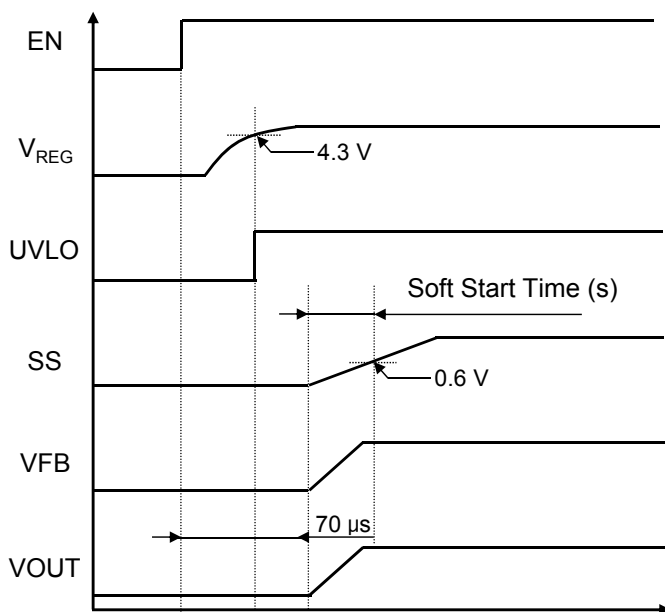 EN
V_REG
4.3 V
UVLO
Soft Start Time (s)
SS
0.6 V
VFB
70 µs
VOUT